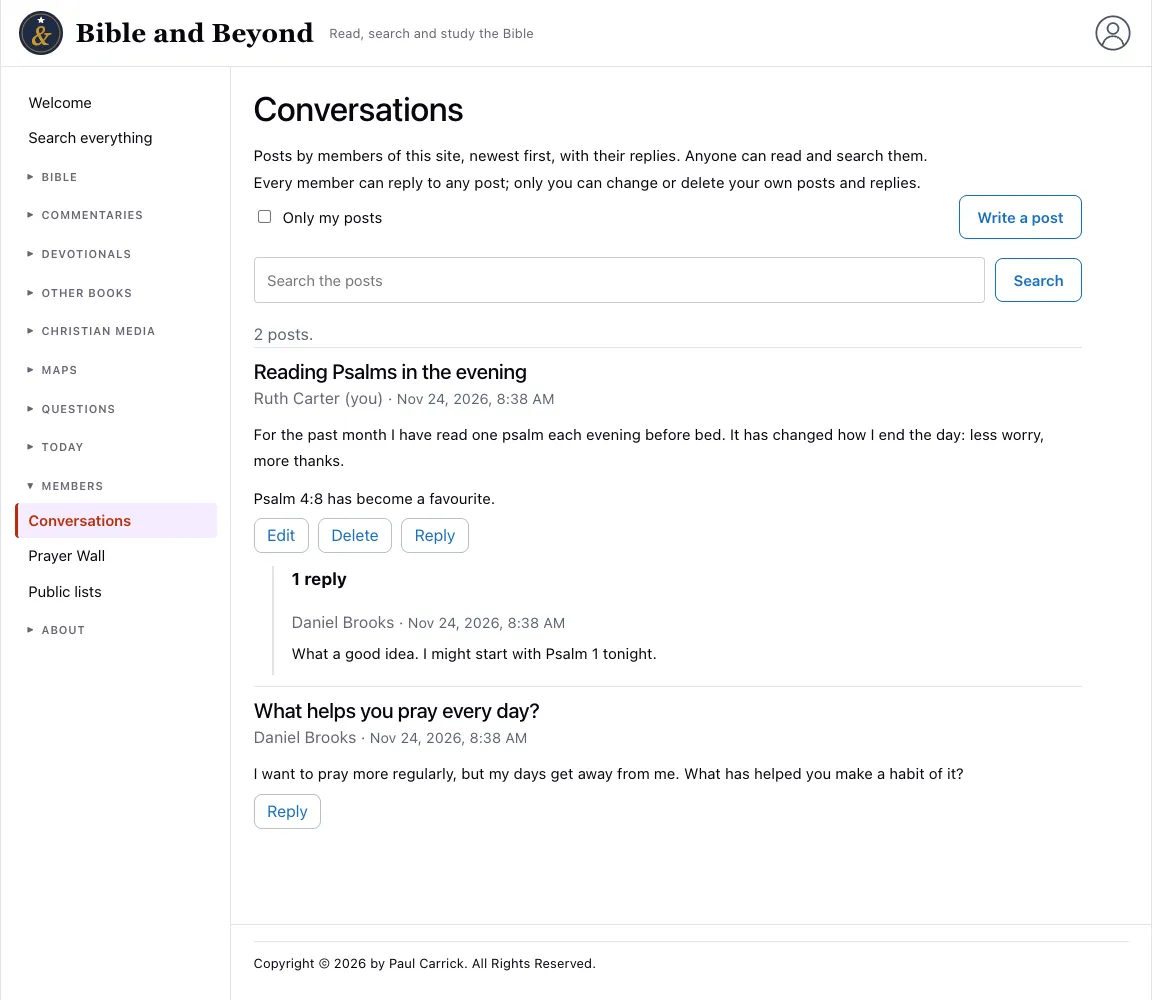 &
Bible and Beyond
Read, search and study the Bible
Welcome
Search everything
BIBLE
COMMENTARIES
DEVOTIONALS
OTHER BOOKS
CHRISTIAN MEDIA
MAPS
QUESTIONS
TODAY
MEMBERS
Conversations
Prayer Wall
Public lists
ABOUT
Conversations
Posts by members of this site, newest first, with their replies. Anyone can read and search them.
Every member can reply to any post; only you can change or delete your own posts and replies.
Only my posts
Write a post
Search the posts
Search
2 posts.
Reading Psalms in the evening
Ruth Carter (you) · Nov 24, 2026, 8:38 AM
For the past month I have read one psalm each evening before bed. It has changed how I end the day: less worry,
more thanks.
Psalm 4:8 has become a favourite.
Edit
Delete
Reply
1 reply
Daniel Brooks · Nov 24, 2026, 8:38 AM
What a good idea. I might start with Psalm 1 tonight.
What helps you pray every day?
Daniel Brooks · Nov 24, 2026, 8:38 AM
I want to pray more regularly, but my days get away from me. What has helped you make a habit of it?
Reply
Copyright © 2026 by Paul Carrick. All Rights Reserved.